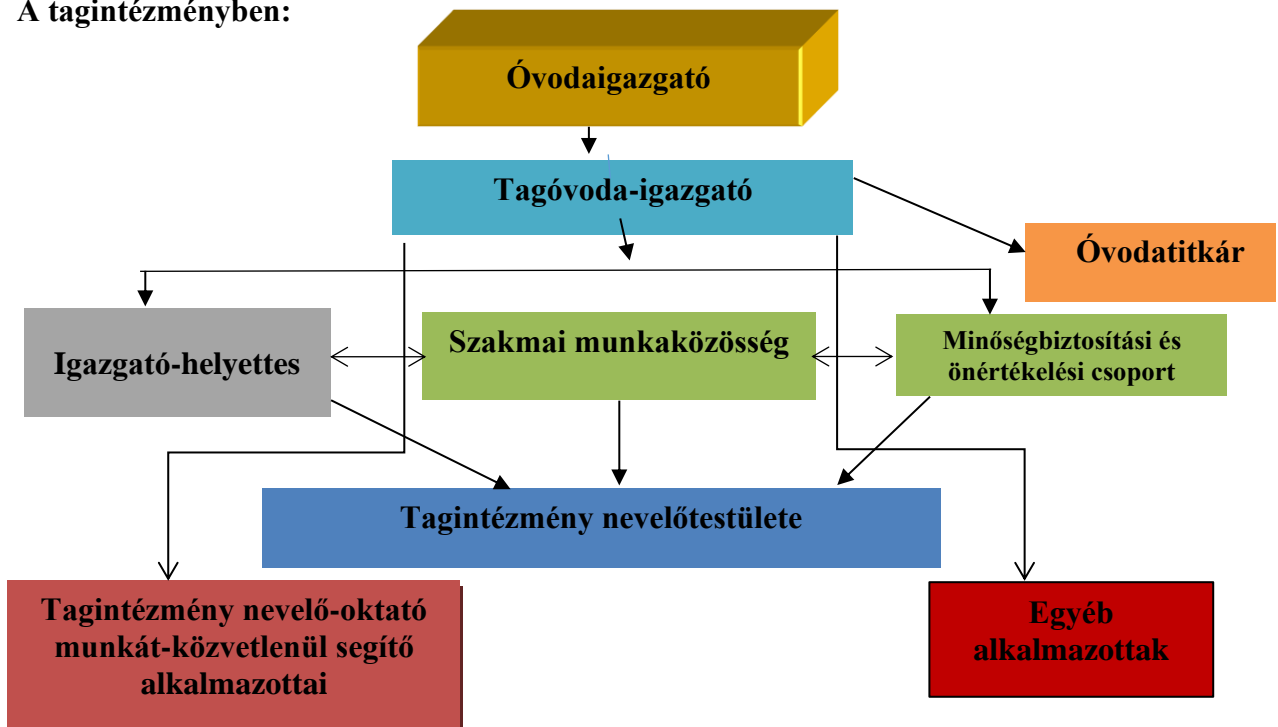 A tagintézményben:
Óvodaigazgató
Tagóvoda-igazgató
Óvodatitkár
Igazgató-helyettes
Szakmai munkaközösség
Minőségbiztosítási és
önértékelési csoport
Tagintézmény nevelőtestülete
Tagintézmény nevelő-oktató
munkát-közvetlenül segítő
alkalmazottai
Egyéb
alkalmazottak